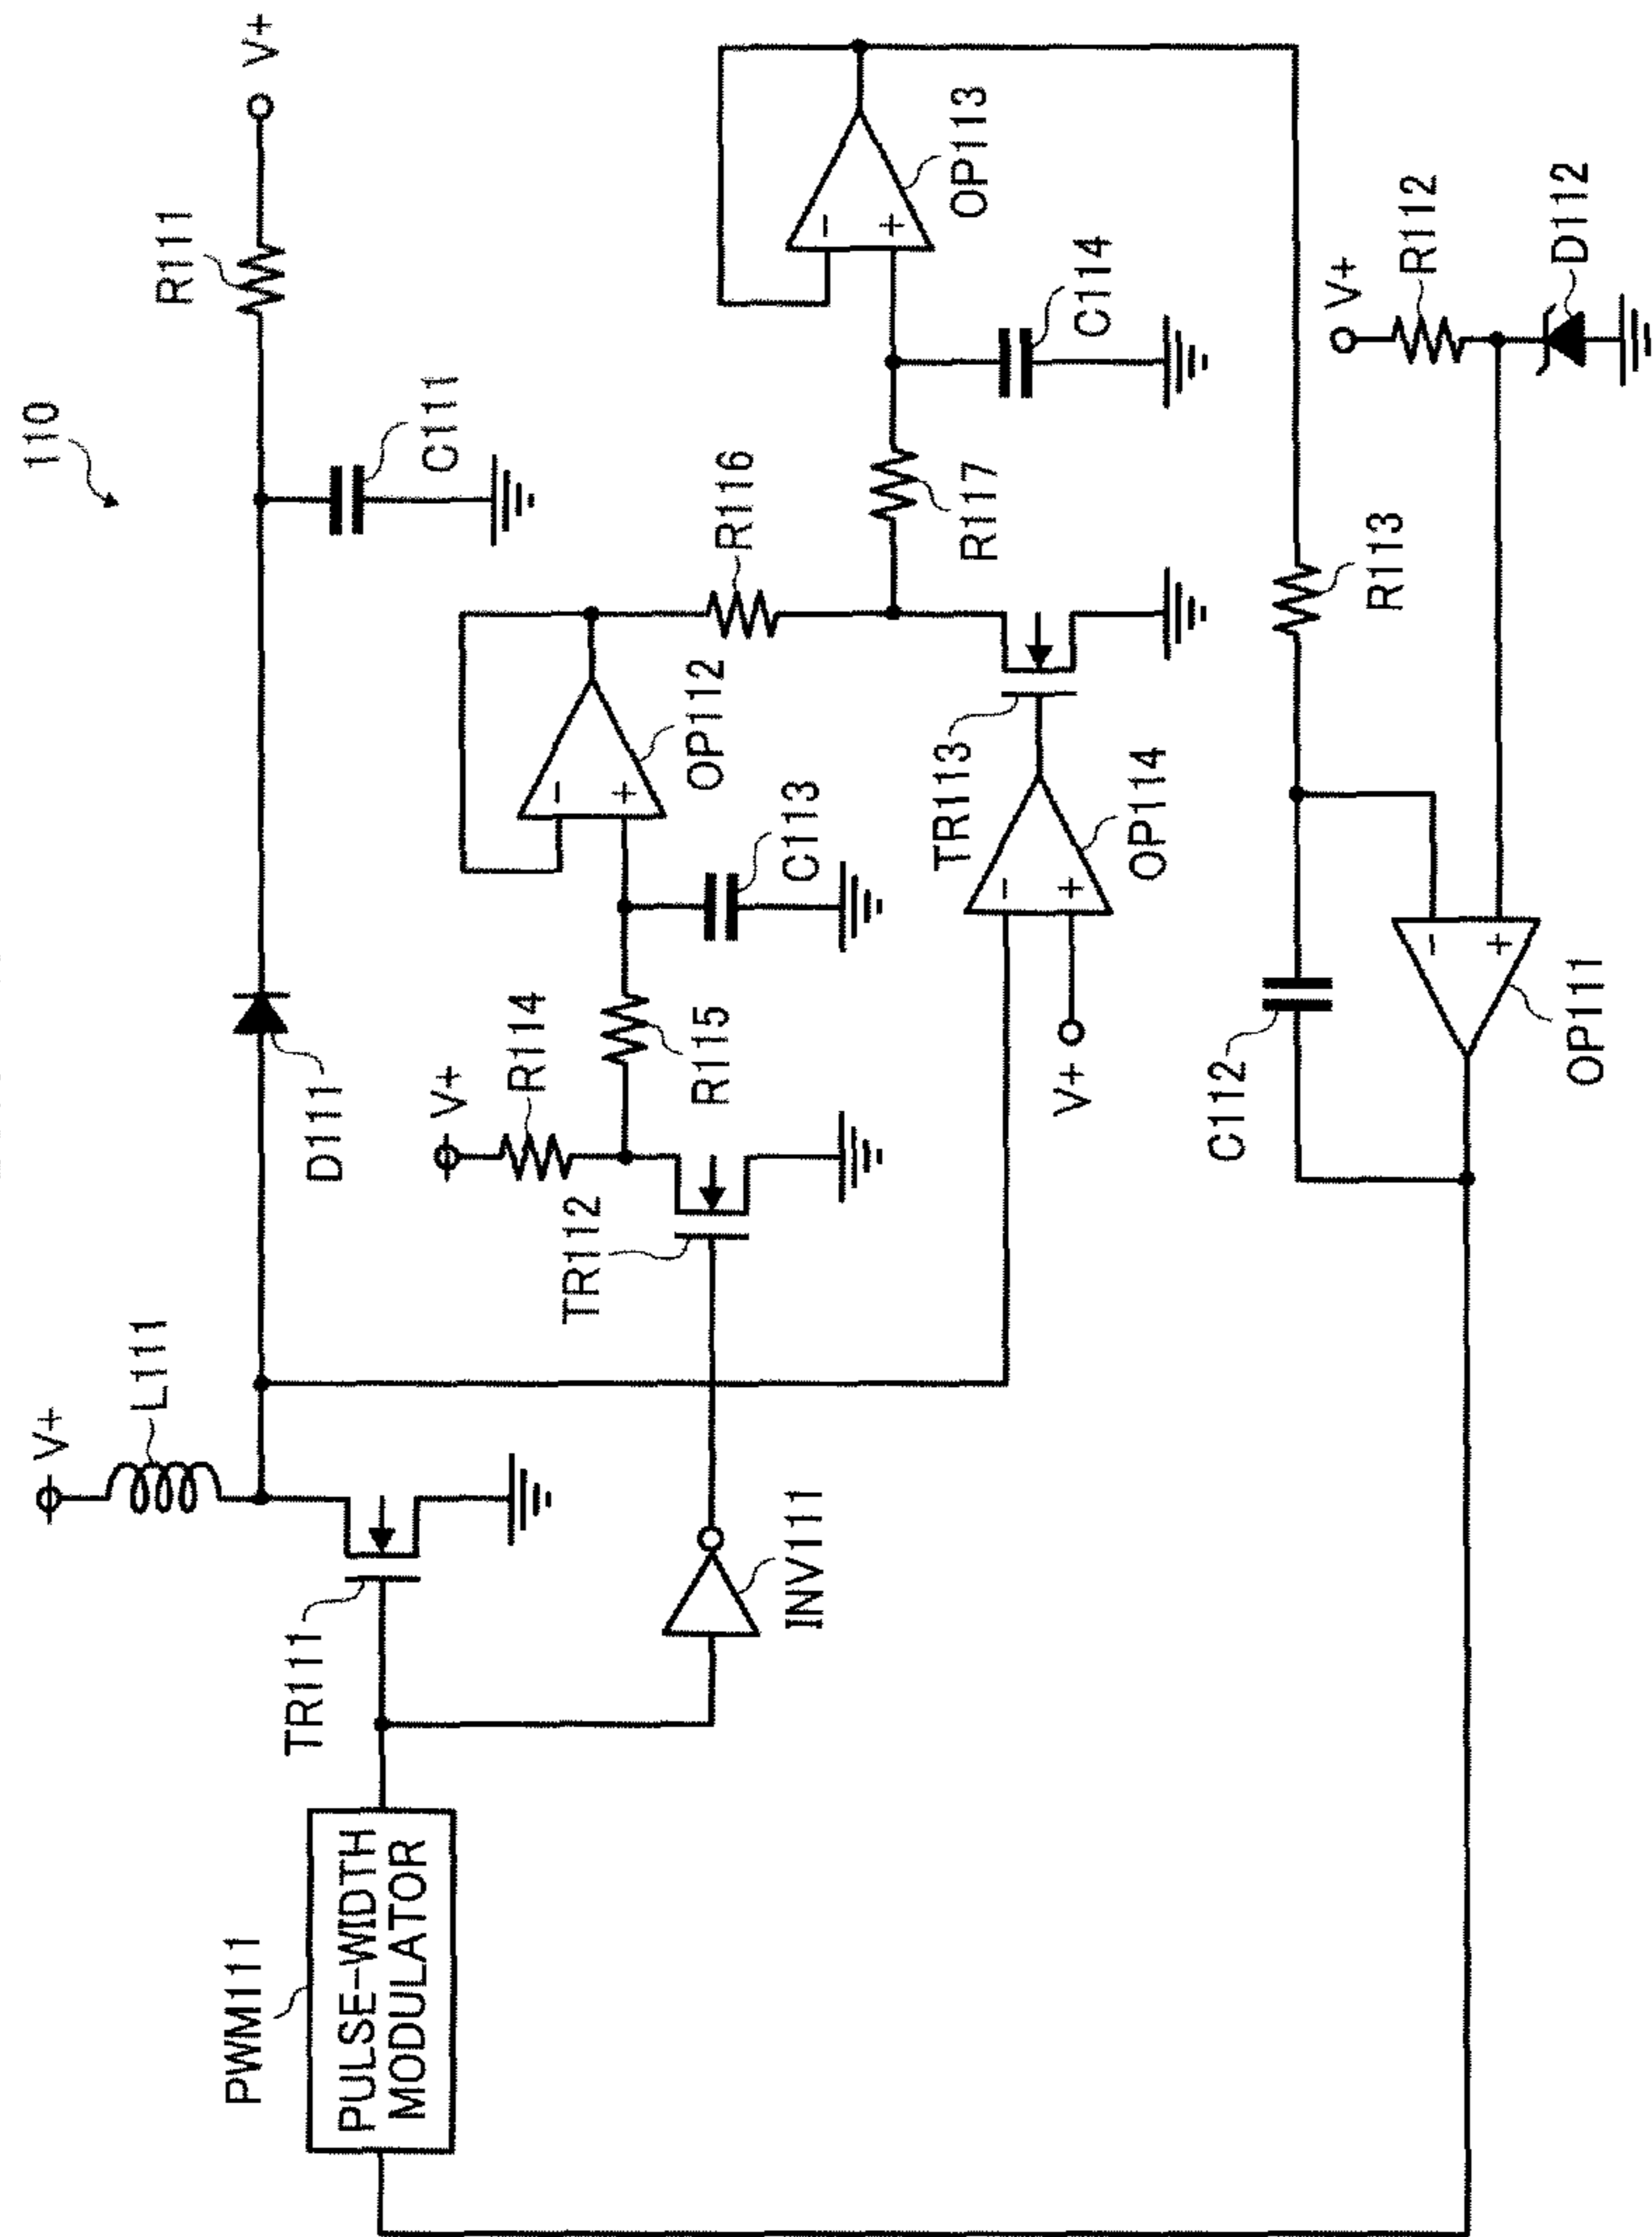 110
V+
L111
R111
V+
D111
C111
PWM111
PULSE-WIDTH
MODULATOR
TR111
INV111
V+
R114
TR112
R115
C113
-
+
OP112
R116
TR113
-
+
OP114
V+
R117
C114
-
+
OP113
C112
R113
-
+
OP111
V+
R112
D112